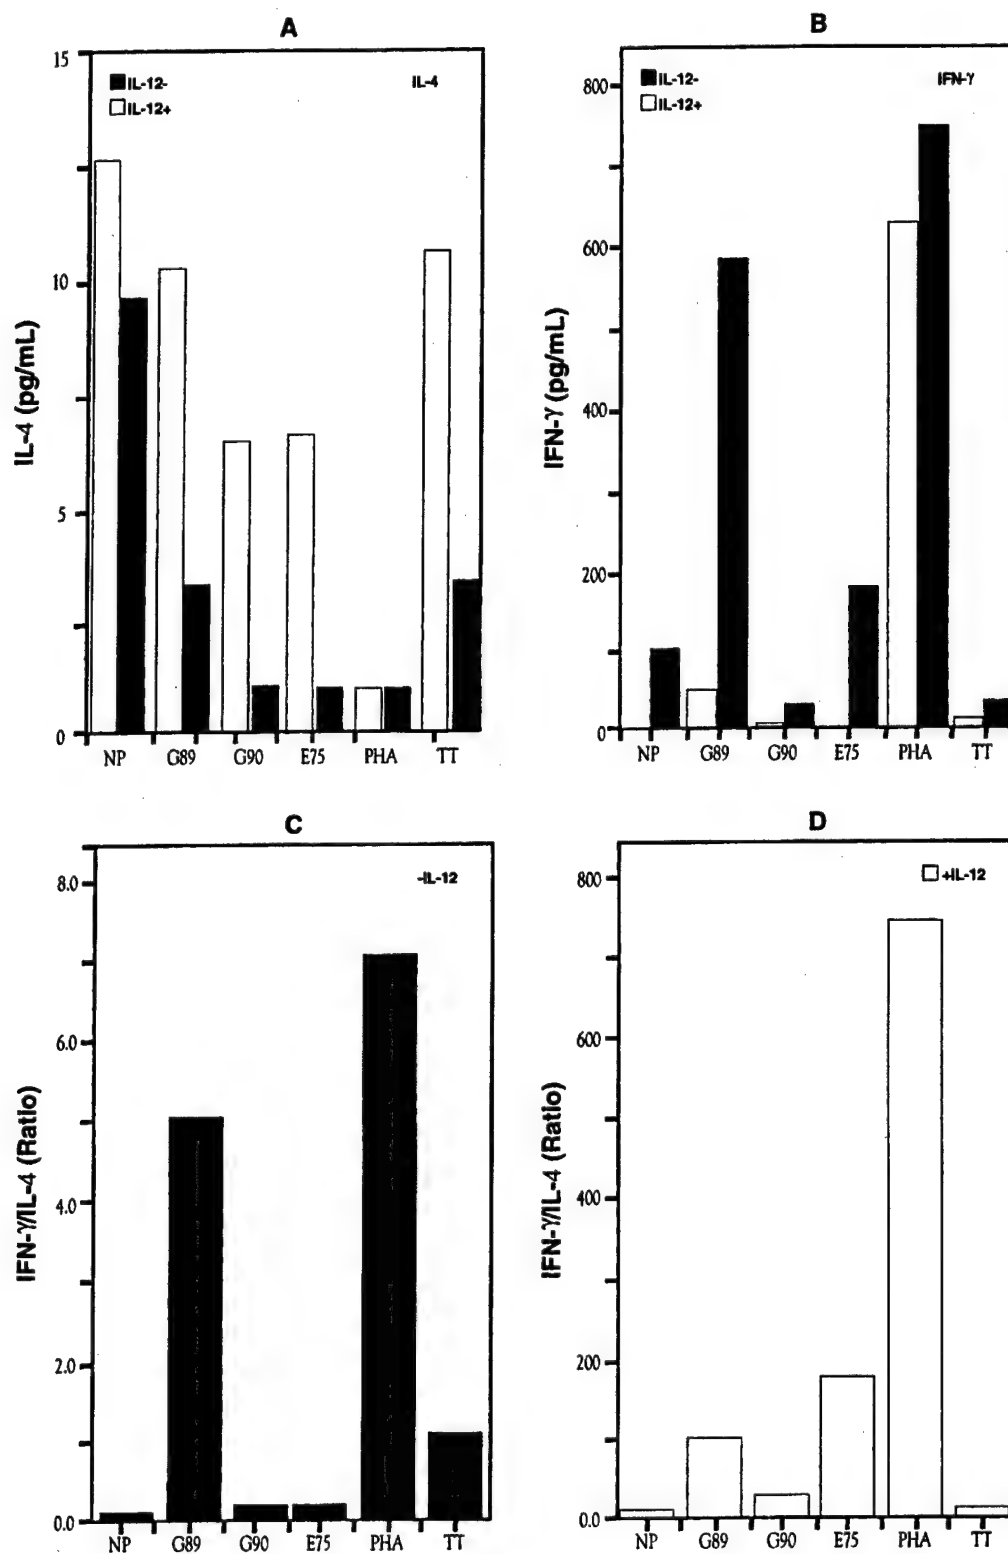 A
IL-4 (pg/mL)
15
10
5
0
IL-12-
IL-12+
IL-4
NP G89 G90 E75 PHA TT
B
IFN-γ (pg/mL)
800
600
400
200
0
IL-12-
IL-12+
IFN-γ
NP G89 G90 E75 PHA TT
C
IFN-γ/IL-4 (Ratio)
8.0
6.0
4.0
2.0
0.0
-IL-12
NP G89 G90 E75 PHA TT
D
IFN-γ/IL-4 (Ratio)
800
600
400
200
0.0
+IL-12
NP G89 G90 E75 PHA TT